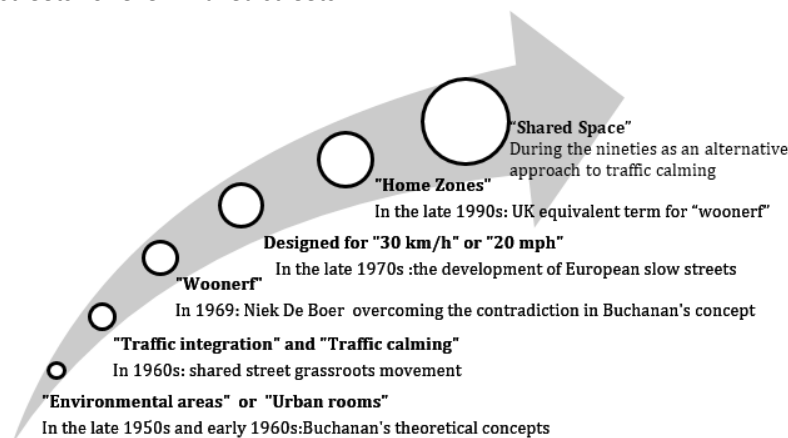 "Shared Space"
During the nineties as an alternative
approach to traffic calming
"Home Zones"
In the late 1990s: UK equivalent term for "woonerf"
Designed for "30 km/h" or "20 mph"
In the late 1970s :the development of European slow streets
"Woonerf"
In 1969: Niek De Boer overcoming the contradiction in Buchanan's concept
"Traffic integration" and "Traffic calming"
In 1960s: shared street grassroots movement
"Environmental areas" or "Urban rooms"
In the late 1950s and early 1960s:Buchanan's theoretical concepts